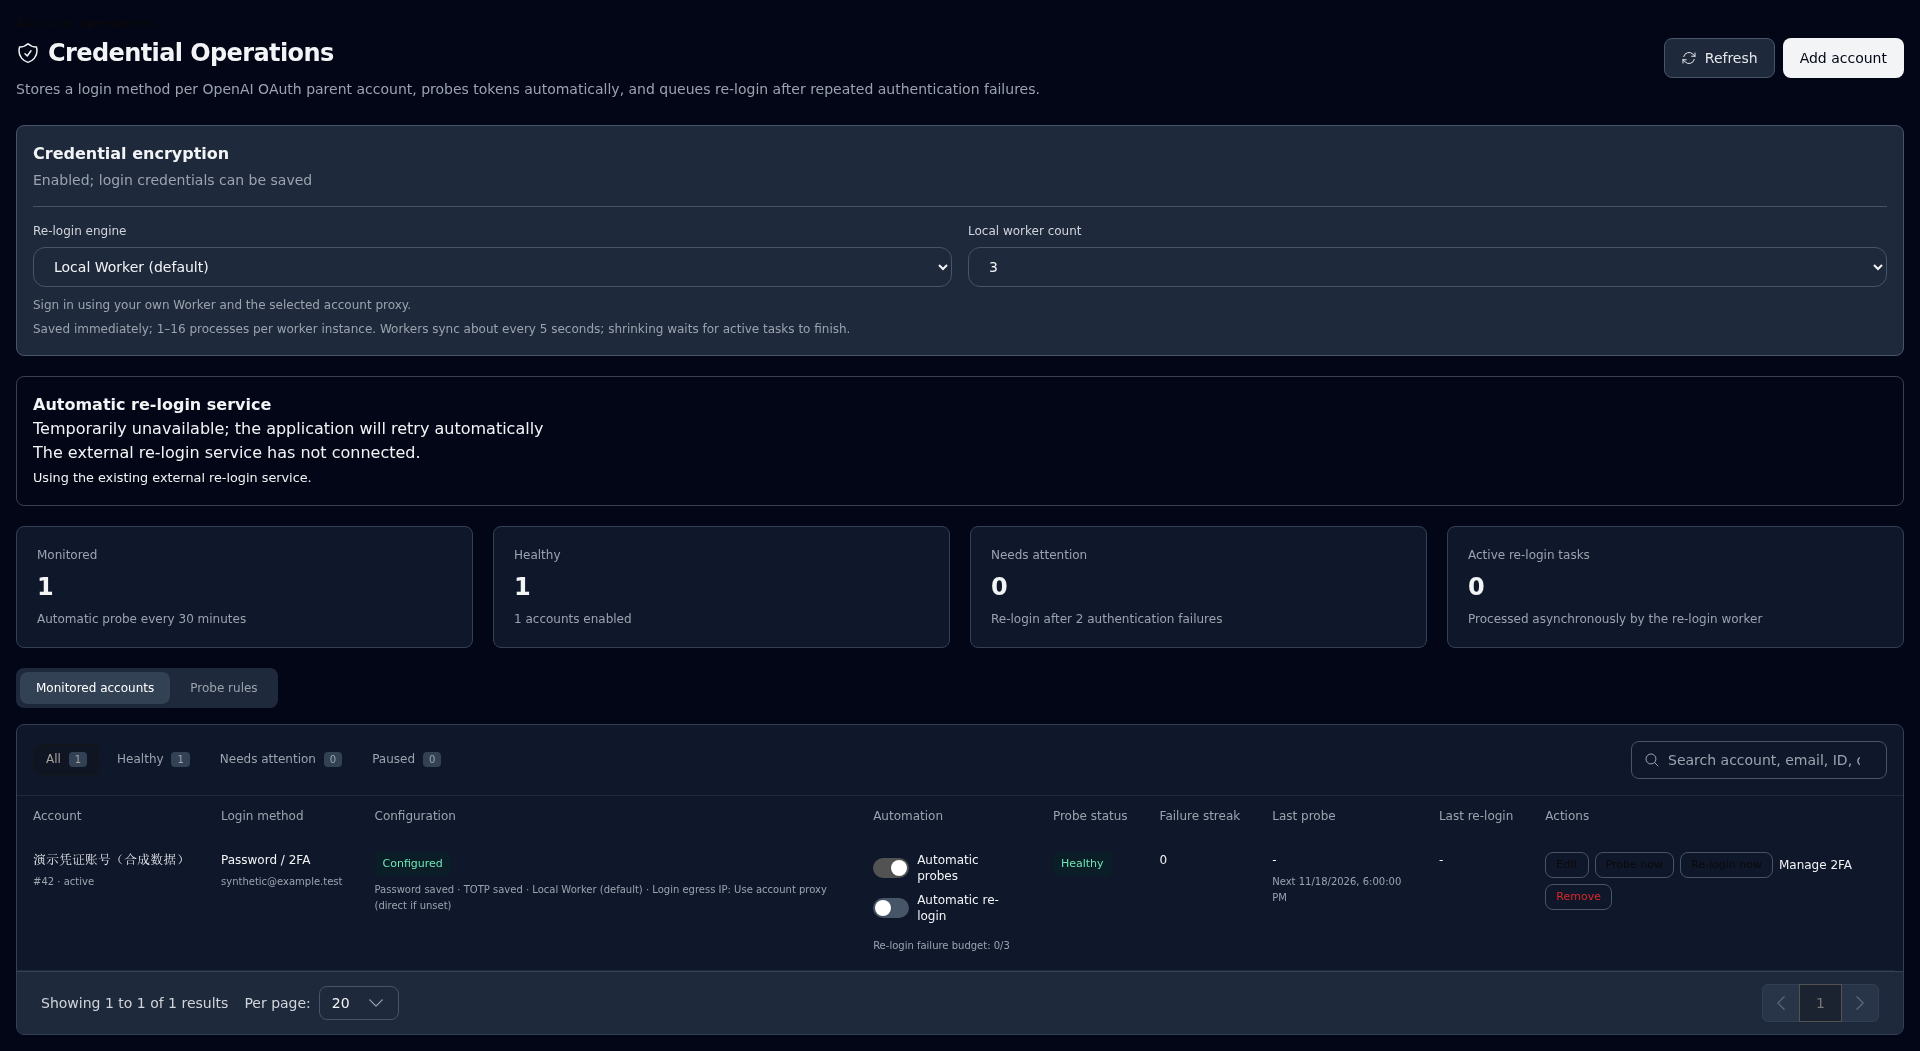 Credential Operations
Refresh
Add account
Stores a login method per OpenAI OAuth parent account, probes tokens automatically, and queues re-login after repeated authentication failures.
Credential encryption
Enabled; login credentials can be saved
Re-login engine
Local worker count
Local Worker (default)
3
Sign in using your own Worker and the selected account proxy.
Saved immediately; 1–16 processes per worker instance. Workers sync about every 5 seconds; shrinking waits for active tasks to finish.
Automatic re-login service
Temporarily unavailable; the application will retry automatically
The external re-login service has not connected.
Using the existing external re-login service.
Monitored
1
Automatic probe every 30 minutes
Healthy
1
1 accounts enabled
Needs attention
0
Re-login after 2 authentication failures
Active re-login tasks
0
Processed asynchronously by the re-login worker
Monitored accounts
Probe rules
All 1
Healthy 1
Needs attention 0
Paused 0
Search account, email, ID,
Account
Login method
Configuration
Automation
Probe status
Failure streak
Last probe
Last re-login
Actions
演示凭证账号（合成数据）
#42 · active
Password / 2FA
synthetic@example.test
Configured
Password saved · TOTP saved · Local Worker (default) · Login egress IP: Use account proxy
(direct if unset)
Automatic
probes
Automatic re-
login
Re-login failure budget: 0/3
Healthy
0
-
Next 11/18/2026, 6:00:00
PM
-
Edit
Probe now
Re-login now
Manage 2FA
Remove
Showing 1 to 1 of 1 results
Per page:
20
1